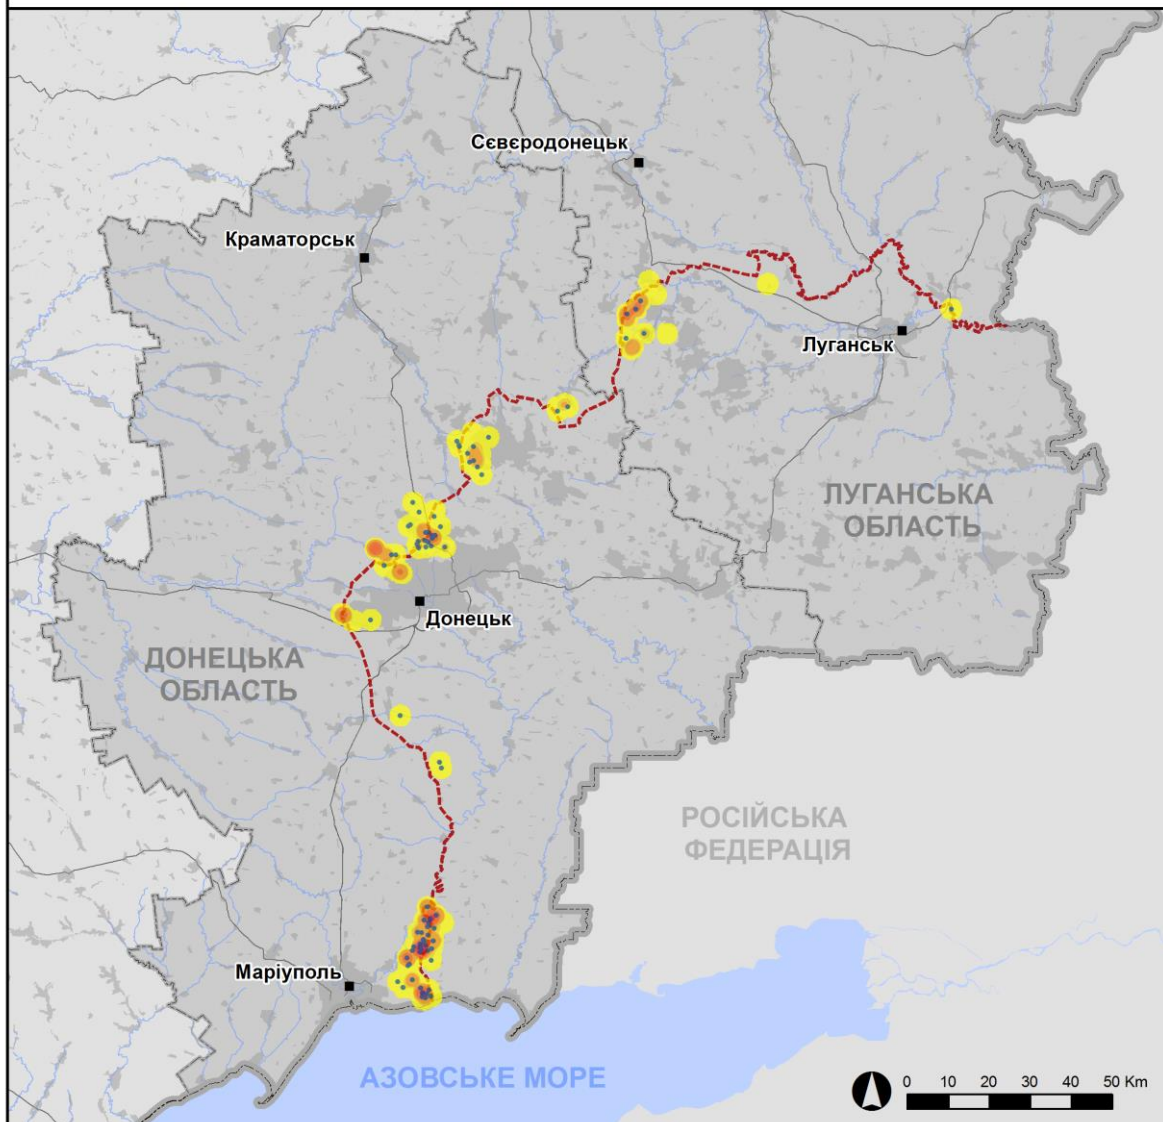 Сєвєродонецьк
Краматорськ
Луганськ
ЛУГАНСЬКА
ОБЛАСТЬ
Донецьк
ДОНЕЦЬКА
ОБЛАСТЬ
РОСІЙСЬКА
ФЕДЕРАЦІЯ
Маріуполь
АЗОВСЬКЕ МОРЕ
0 10 20 30 40 50 Km